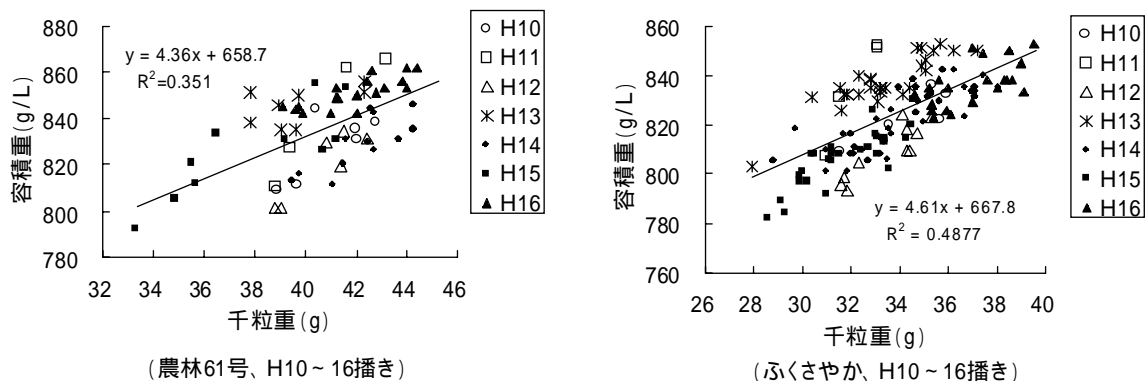 880
860
840
820
800
780
容積重(g/L)
y = 4.36x + 658.7
R²=0.351
32 34 36 38 40 42 44 46
千粒重(g)
H10
H11
H12
H13
H14
H15
H16
(農林61号、H10~16播き)
860
840
820
800
780
760
容積重(g/L)
y = 4.61x + 667.8
R² = 0.4877
26 28 30 32 34 36 38 40
千粒重(g)
H10
H11
H12
H13
H14
H15
H16
(ふくさやか、H10~16播き)